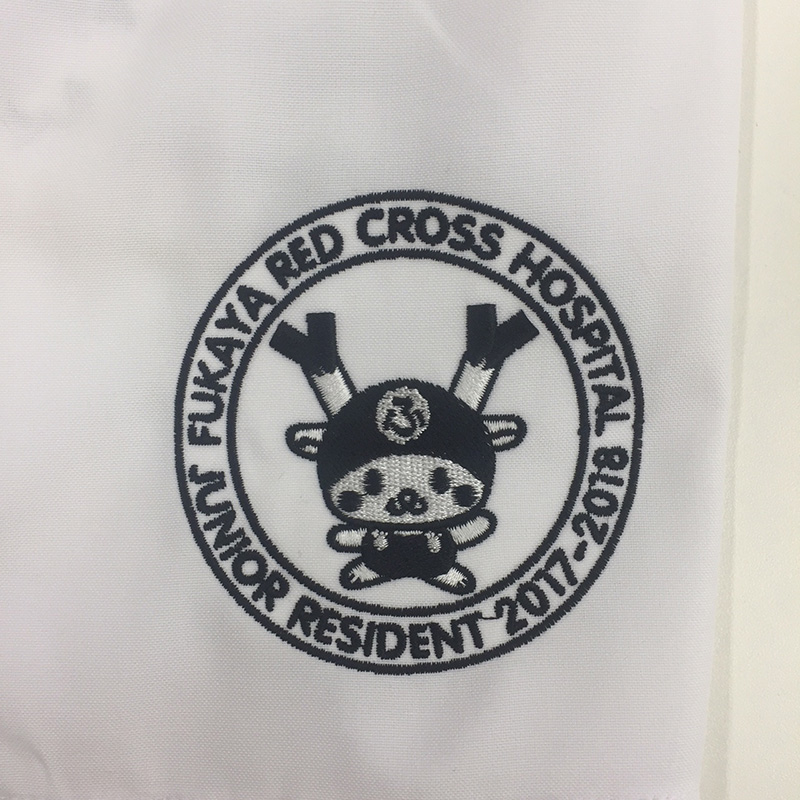 FUKAYA RED CROSS HOSPITAL
JUNIOR RESIDENT 2017-2018
ふ